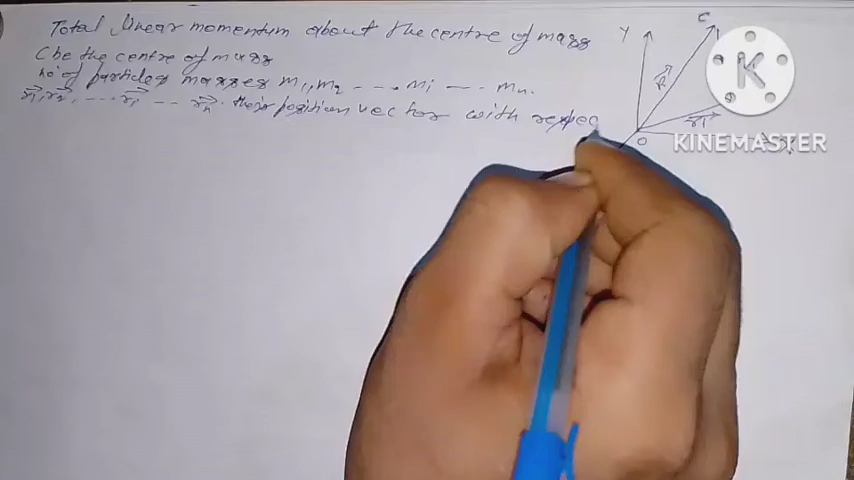 Total linear momentum about the centre of mass
C be the centre of mass
no of particles masses m1, m2 .... mi .... mn.
r1, r2, .... ri ... rn. their position vector with respec
Y
C
R
r1
O
X
K
KINEMASTER